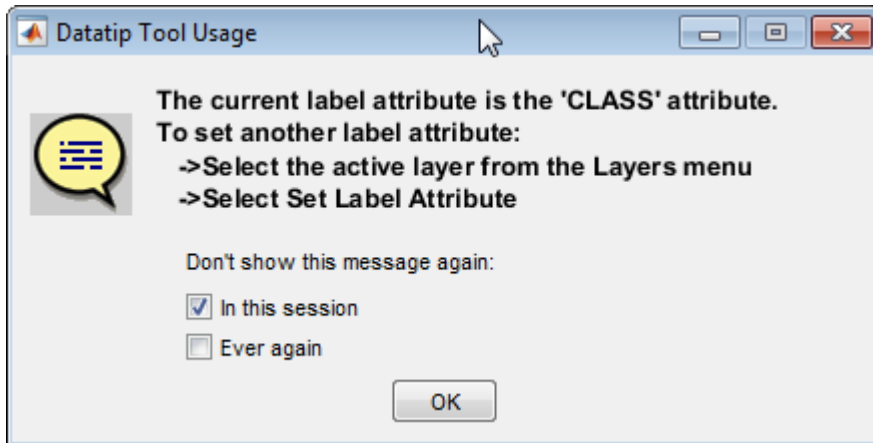 Datatip Tool Usage
The current label attribute is the 'CLASS' attribute.
To set another label attribute:
->Select the active layer from the Layers menu
->Select Set Label Attribute
Don't show this message again:
In this session
Ever again
OK